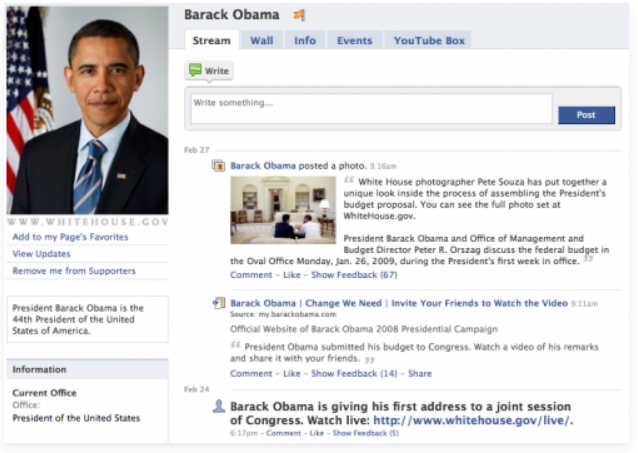 Barack Obama
Stream Wall Info Events YouTube Box
Write
Write something...
Post
WWW.WHITEHOUSE.GOV
Add to my Page's Favorites
View Updates
Remove me from Supporters
President Barack Obama is the
44th President of the United
States of America.
Information
Current Office
Office:
President of the United States
Feb 27
Barack Obama posted a photo. 9:16am
“ White House photographer Pete Souza has put together a
unique look inside the process of assembling the President's
budget proposal. You can see the full photo set at
WhiteHouse.gov.
President Barack Obama and Office of Management and
Budget Director Peter R. Orszag discuss the federal budget in
the Oval Office Monday, Jan. 26, 2009, during the President's first week in office. ”
Comment - Like - Show Feedback (67)
Barack Obama | Change We Need | Invite Your Friends to Watch the Video 9:11am
Source: my.barackobama.com
Official Website of Barack Obama 2008 Presidential Campaign
“ President Obama submitted his budget to Congress. Watch a video of his remarks
and share it with your friends. ”
Comment - Like - Show Feedback (14) - Share
Feb 24
Barack Obama is giving his first address to a joint session
of Congress. Watch live: http://www.whitehouse.gov/live/.
6:17pm - Comment - Like - Show Feedback (5)